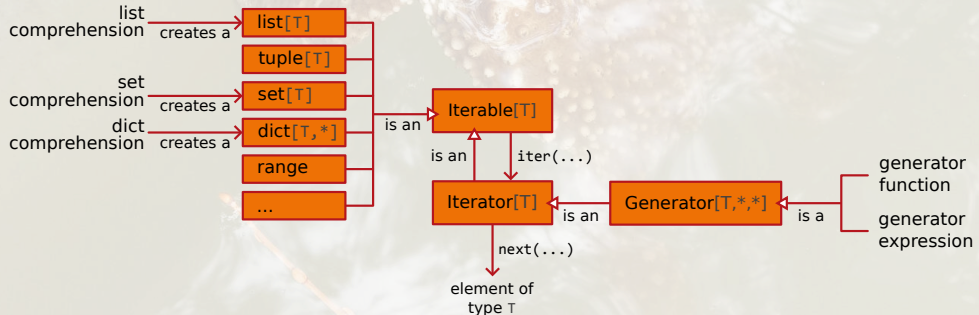 list
comprehension
creates a
list[T]
tuple[T]
set
comprehension
creates a
set[T]
dict
comprehension
creates a
dict[T,*]
range
...
is an
Iterable[T]
is an
iter(...)
Iterator[T]
is an
Generator[T,*,*]
is a
generator
function
generator
expression
next(...)
element of
type T